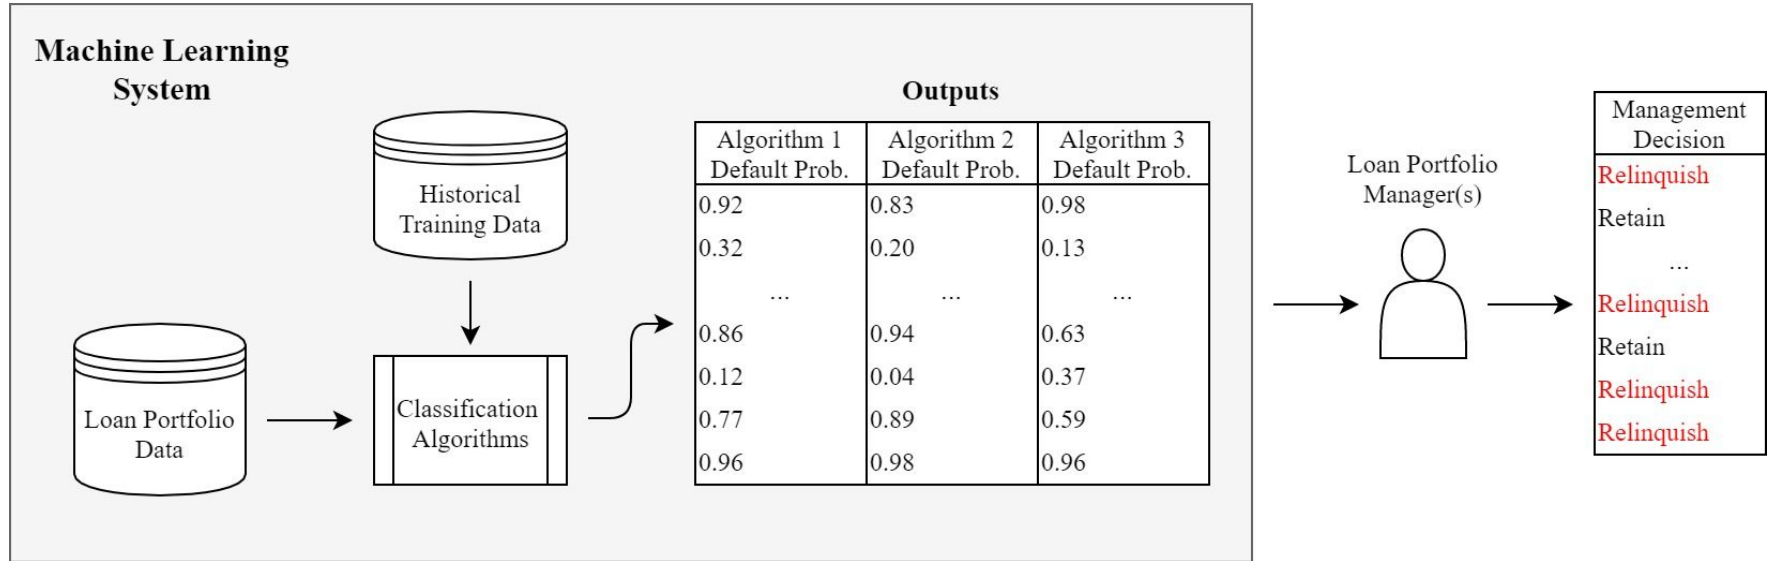 Machine Learning
System
Historical
Training Data
Loan Portfolio
Data
Classification
Algorithms
Outputs
Algorithm 1 Algorithm 2 Algorithm 3
Default Prob. Default Prob. Default Prob.
0.92 0.83 0.98
0.32 0.20 0.13
... ... ...
0.86 0.94 0.63
0.12 0.04 0.37
0.77 0.89 0.59
0.96 0.98 0.96
Loan Portfolio
Manager(s)
Management
Decision
Relinquish
Retain
...
Relinquish
Retain
Relinquish
Relinquish